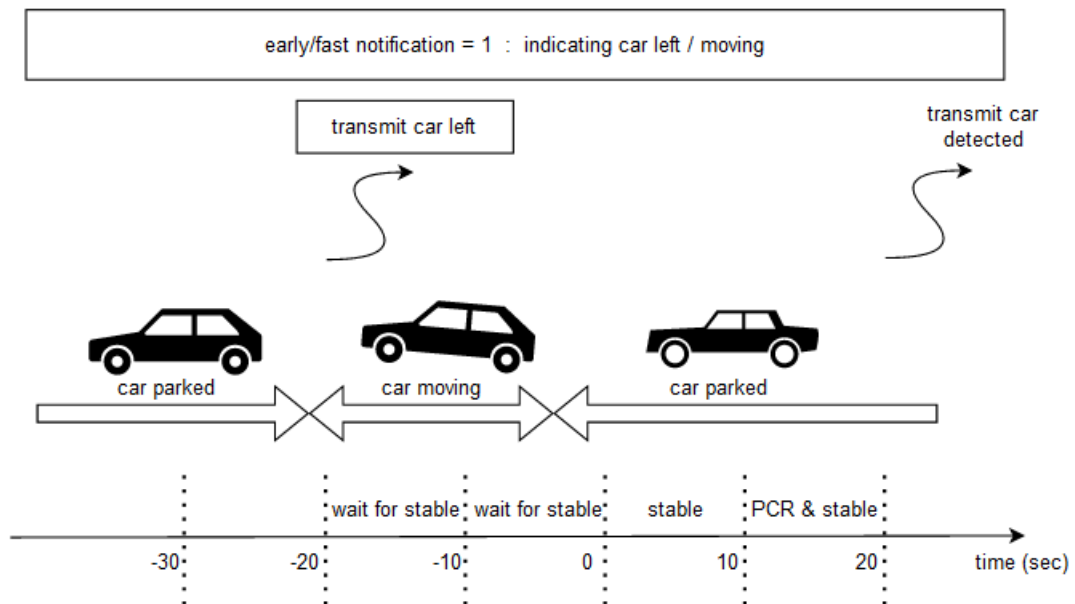 early/fast notification = 1 : indicating car left / moving
transmit car left
transmit car
detected
car parked
car moving
car parked
wait for stable
wait for stable
stable
PCR & stable
-30
-20
-10
0
10
20
time (sec)